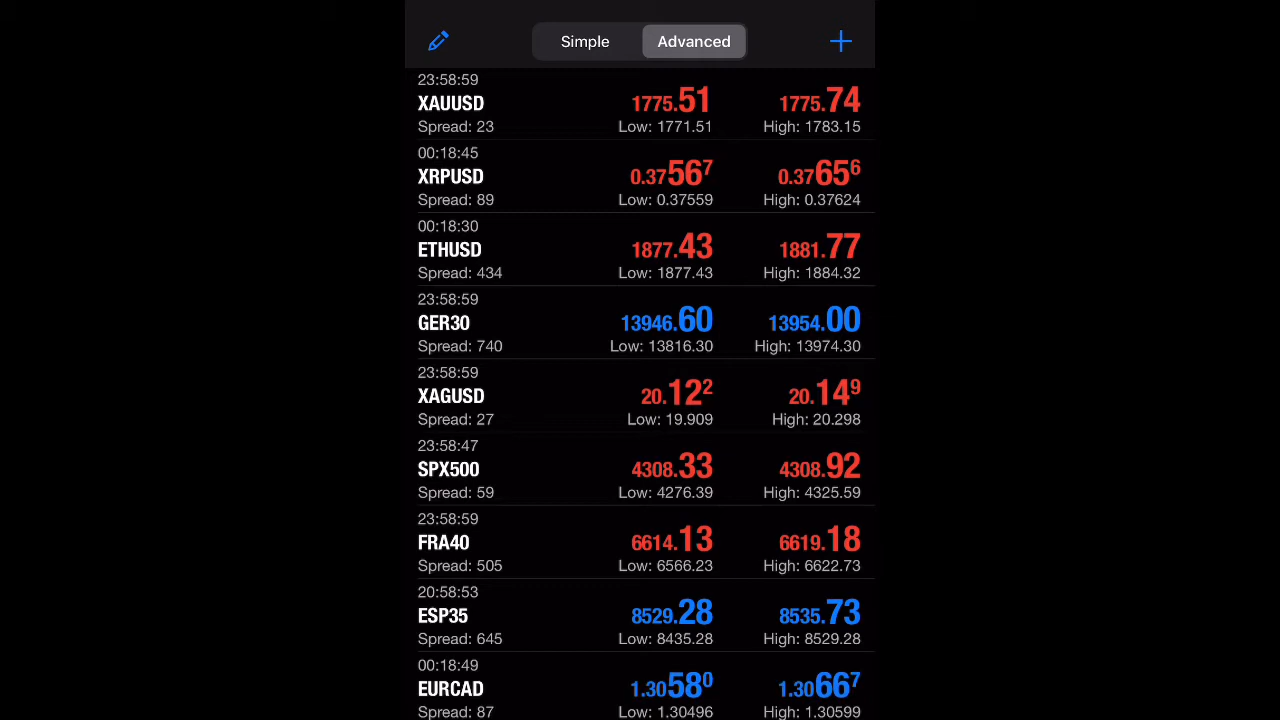 Simple Advanced
23:58:59
XAUUSD 1775.51 1775.74
Spread: 23 Low: 1771.51 High: 1783.15
00:18:45
XRPUSD 0.37567 0.37656
Spread: 89 Low: 0.37559 High: 0.37624
00:18:30
ETHUSD 1877.43 1881.77
Spread: 434 Low: 1877.43 High: 1884.32
23:58:59
GER30 13946.60 13954.00
Spread: 740 Low: 13816.30 High: 13974.30
23:58:59
XAGUSD 20.122 20.149
Spread: 27 Low: 19.909 High: 20.298
23:58:47
SPX500 4308.33 4308.92
Spread: 59 Low: 4276.39 High: 4325.59
23:58:59
FRA40 6614.13 6619.18
Spread: 505 Low: 6566.23 High: 6622.73
20:58:53
ESP35 8529.28 8535.73
Spread: 645 Low: 8435.28 High: 8529.28
00:18:49
EURCAD 1.30580 1.30667
Spread: 87 Low: 1.30496 High: 1.30599